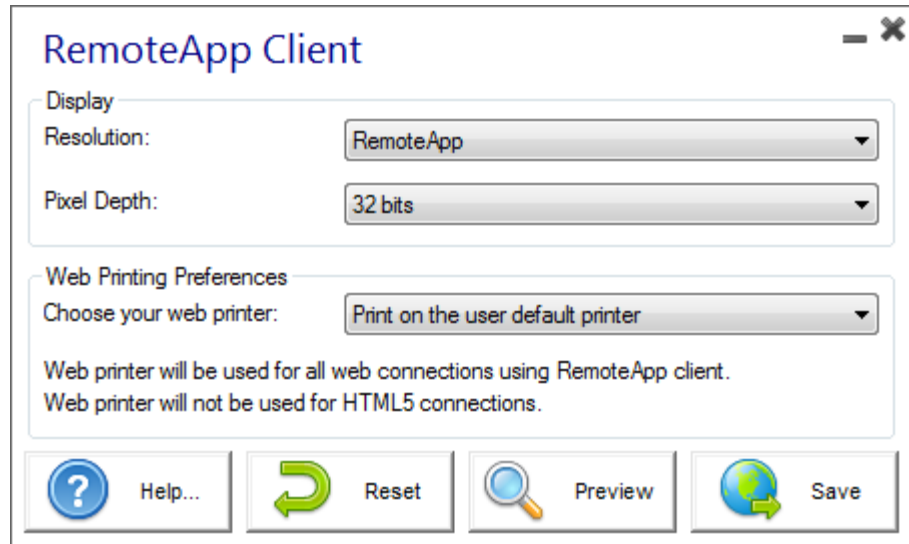 RemoteApp Client
Display
Resolution: RemoteApp
Pixel Depth: 32 bits
Web Printing Preferences
Choose your web printer: Print on the user default printer
Web printer will be used for all web connections using RemoteApp client.
Web printer will not be used for HTML5 connections.
Help... Reset Preview Save